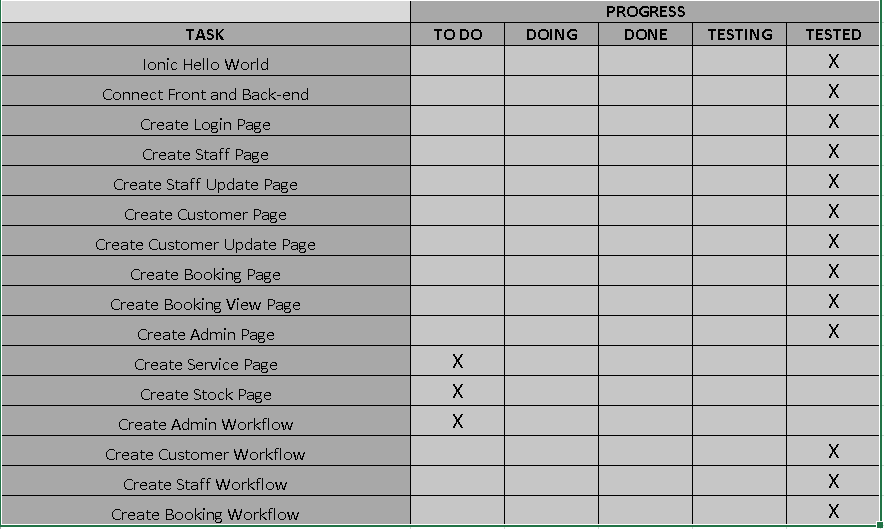 PROGRESS
TASK TO DO DOING DONE TESTING TESTED
Ionic Hello World X
Connect Front and Back-end X
Create Login Page X
Create Staff Page X
Create Staff Update Page X
Create Customer Page X
Create Customer Update Page X
Create Booking Page X
Create Booking View Page X
Create Admin Page X
Create Service Page X
Create Stock Page X
Create Admin Workflow X
Create Customer Workflow X
Create Staff Workflow X
Create Booking Workflow X